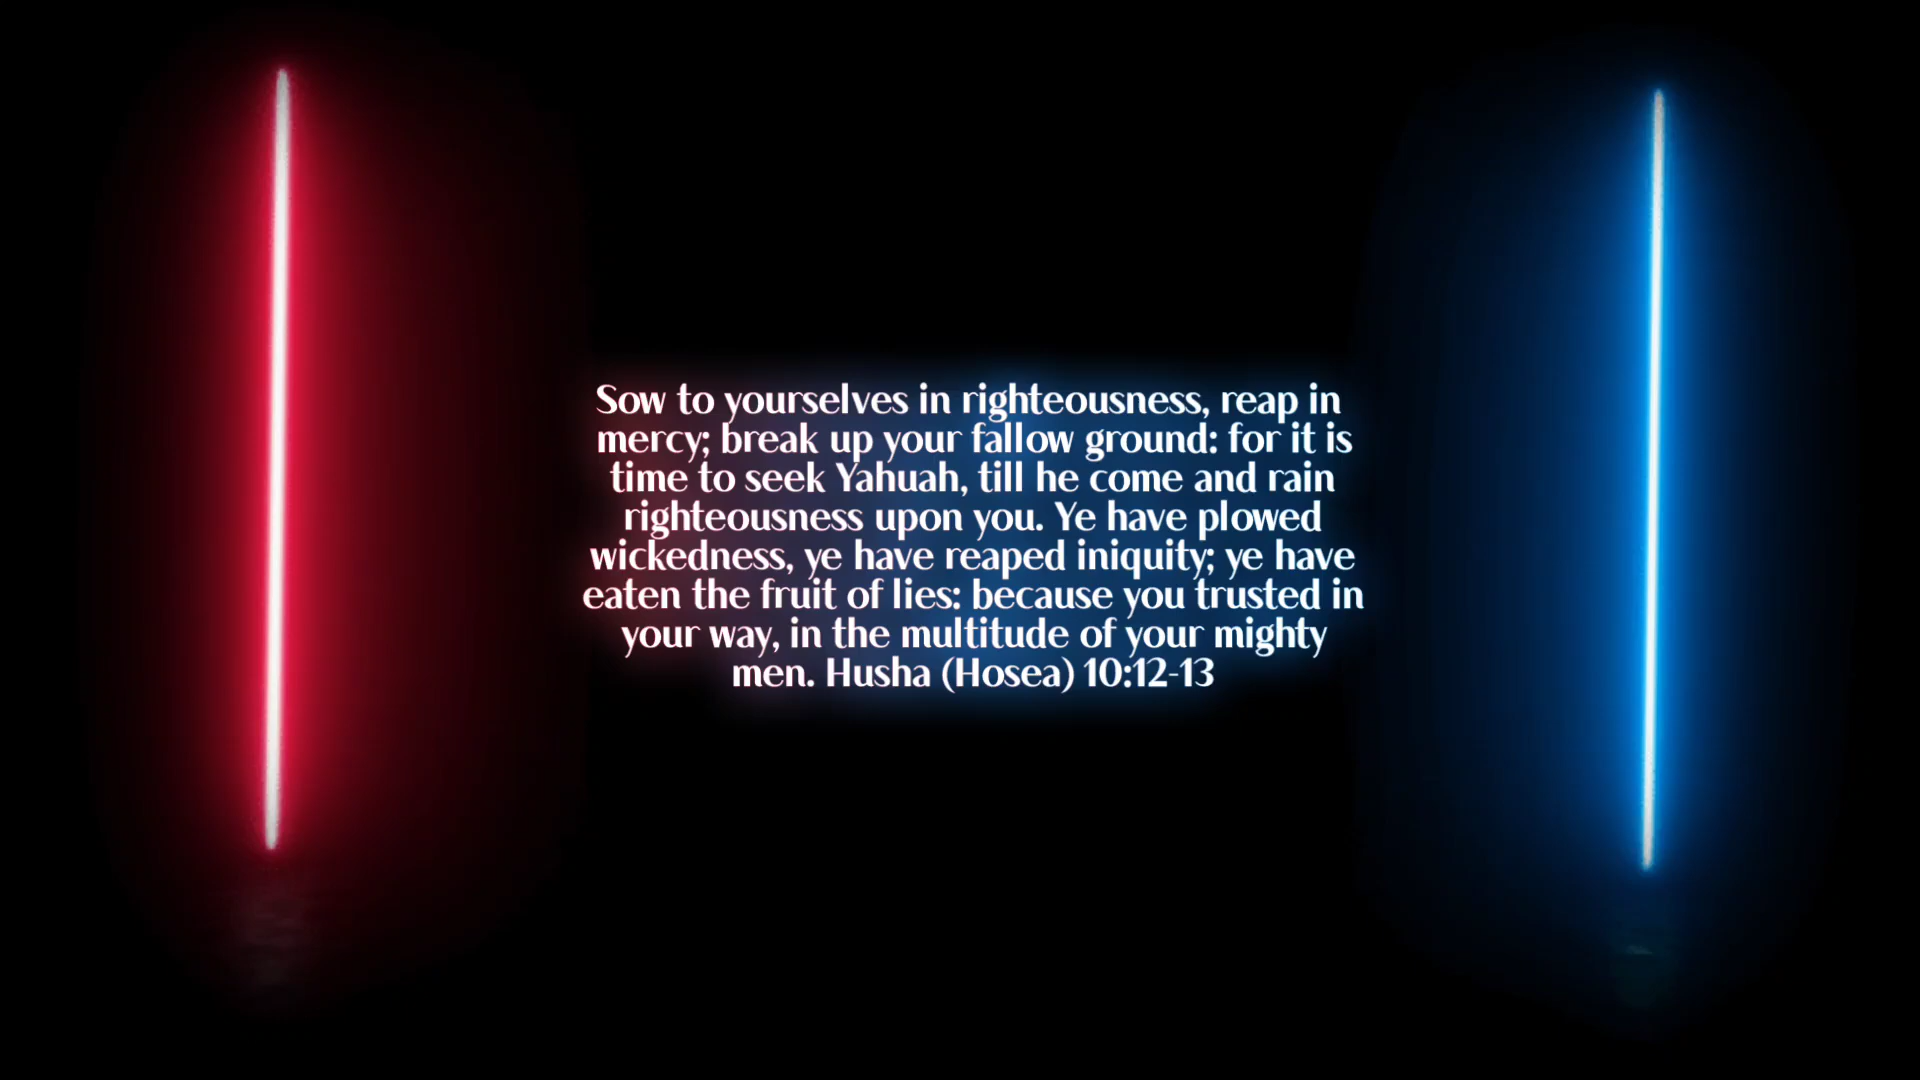 Sow to yourselves in righteousness, reap in
mercy; break up your fallow ground: for it is
time to seek Yahuah, till he come and rain
righteousness upon you. Ye have plowed
wickedness, ye have reaped iniquity; ye have
eaten the fruit of lies: because you trusted in
your way, in the multitude of your mighty
men. Husha (Hosea) 10:12-13